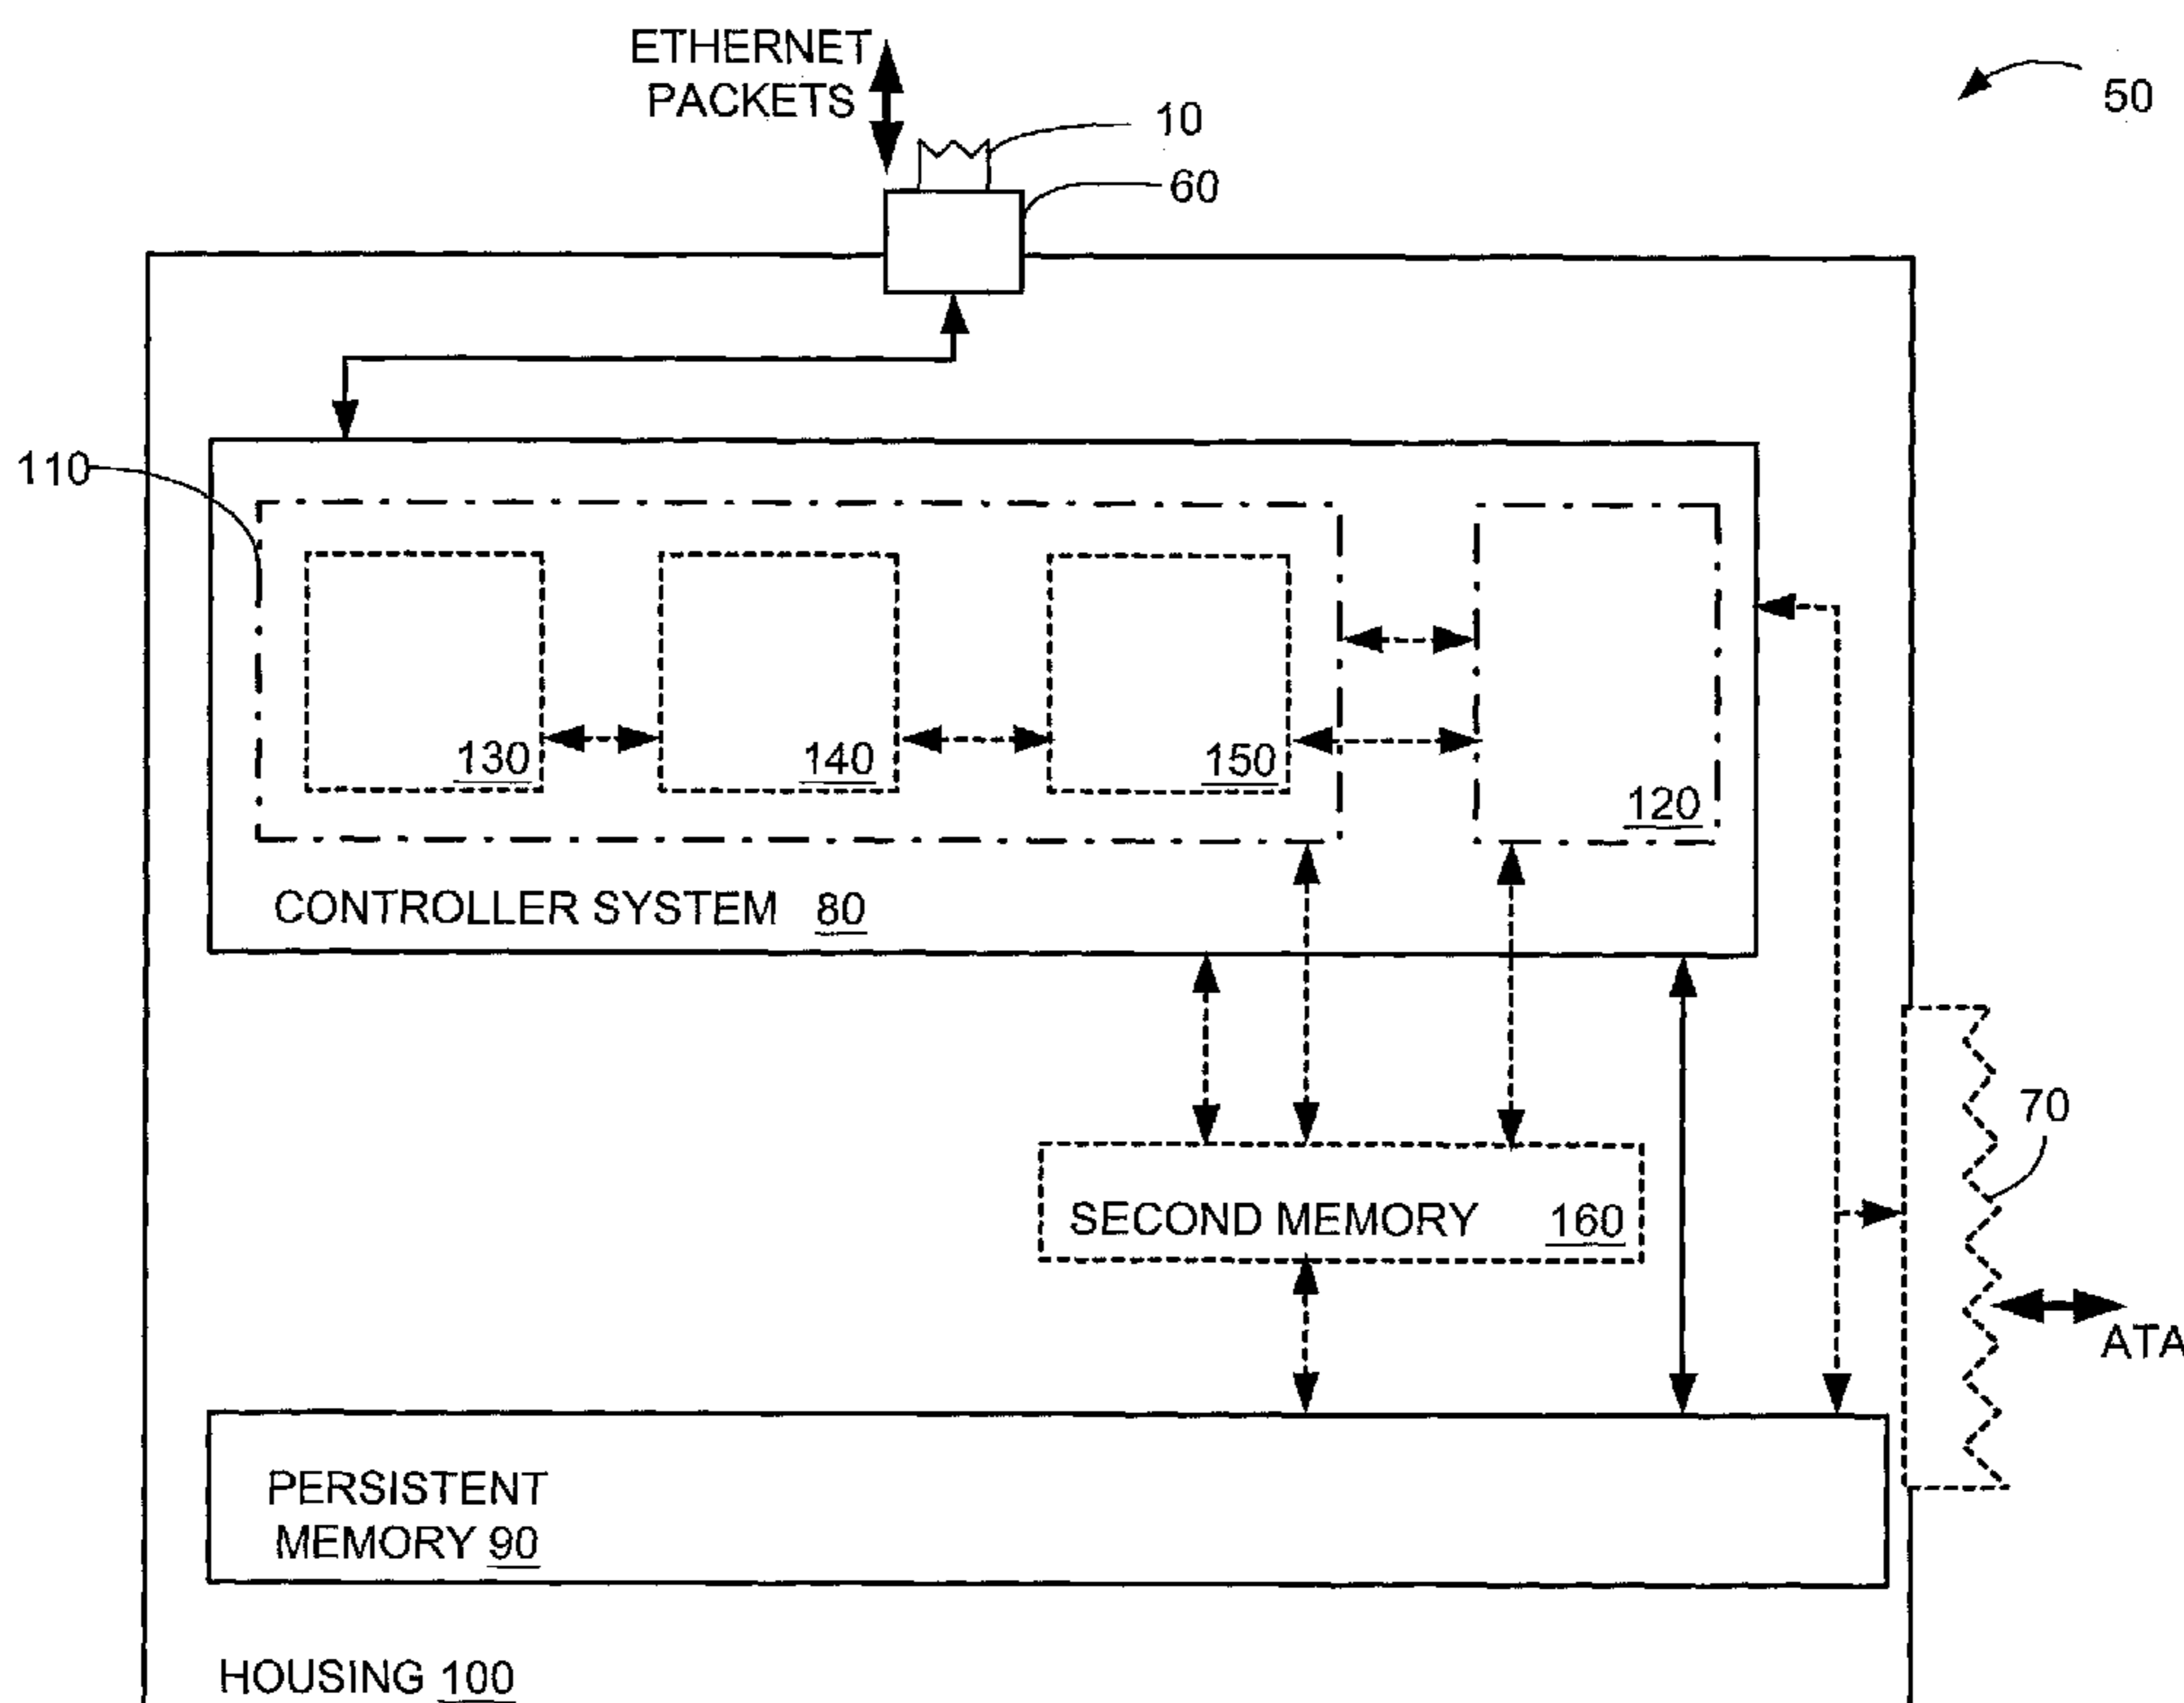 ETHERNET
PACKETS
50
10
60
110
130
140
150
120
CONTROLLER SYSTEM 80
70
SECOND MEMORY 160
ATA
PERSISTENT
MEMORY 90
HOUSING 100